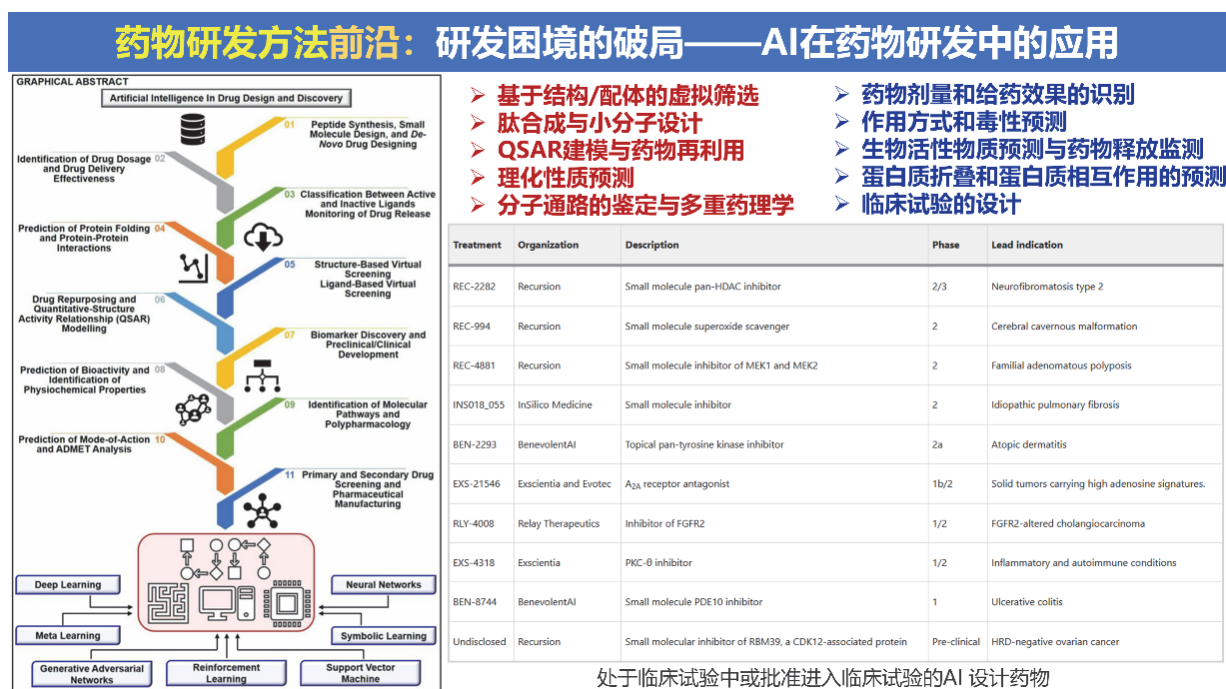 药物研发方法前沿：研发困境的破局——AI在药物研发中的应用
GRAPHICAL ABSTRACT
Artificial Intelligence in Drug Design and Discovery
01 Peptide Synthesis, Small
Molecule Design, and De-
Novo Drug Designing
Identification of Drug Dosage 02
and Drug Delivery
Effectiveness
03 Classification Between Active
and Inactive Ligands
Monitoring of Drug Release
Prediction of Protein Folding 04
and Protein-Protein
Interactions
05 Structure-Based Virtual
Screening
Ligand-Based Virtual
Screening
Drug Repurposing and 06
Quantitative-Structure
Activity Relationship (QSAR)
Modelling
07 Biomarker Discovery and
Preclinical/Clinical
Development
Prediction of Bioactivity and 08
Identification of
Physiochemical Properties
09 Identification of Molecular
Pathways and
Polypharmacology
Prediction of Mode-of-Action 10
and ADMET Analysis
11 Primary and Secondary Drug
Screening and
Pharmaceutical
Manufacturing
Deep Learning
Neural Networks
Meta Learning
Symbolic Learning
Generative Adversarial
Networks
Reinforcement
Learning
Support Vector
Machine
➢ 基于结构/配体的虚拟筛选
➢ 肽合成与小分子设计
➢ QSAR建模与药物再利用
➢ 理化性质预测
➢ 分子通路的鉴定与多重药理学
➢ 药物剂量和给药效果的识别
➢ 作用方式和毒性预测
➢ 生物活性物质预测与药物释放监测
➢ 蛋白质折叠和蛋白质相互作用的预测
➢ 临床试验的设计
Treatment Organization Description Phase Lead indication
REC-2282 Recursion Small molecule pan-HDAC inhibitor 2/3 Neurofibromatosis type 2
REC-994 Recursion Small molecule superoxide scavenger 2 Cerebral cavernous malformation
REC-4881 Recursion Small molecule inhibitor of MEK1 and MEK2 2 Familial adenomatous polyposis
INS018_055 InSilico Medicine Small molecule inhibitor 2 Idiopathic pulmonary fibrosis
BEN-2293 BenevolentAI Topical pan-tyrosine kinase inhibitor 2a Atopic dermatitis
EXS-21546 Exscientia and Evotec A2A receptor antagonist 1b/2 Solid tumors carrying high adenosine signatures.
RLY-4008 Relay Therapeutics Inhibitor of FGFR2 1/2 FGFR2-altered cholangiocarcinoma
EXS-4318 Exscientia PKC-θ inhibitor 1/2 Inflammatory and autoimmune conditions
BEN-8744 BenevolentAI Small molecule PDE10 inhibitor 1 Ulcerative colitis
Undisclosed Recursion Small molecular inhibitor of RBM39, a CDK12-associated protein Pre-clinical HRD-negative ovarian cancer
处于临床试验中或批准进入临床试验的AI 设计药物